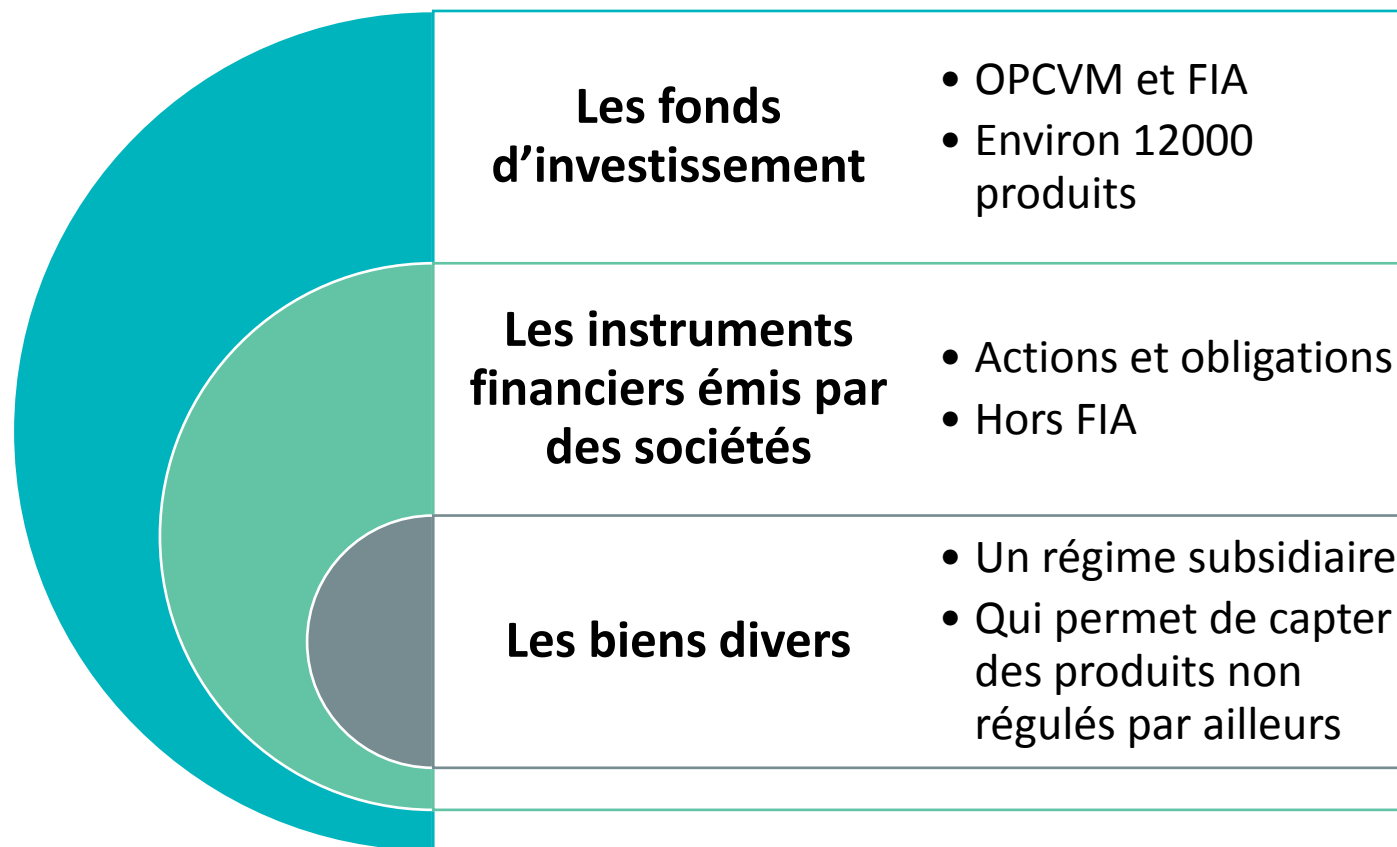 Les fonds
d’investissement
• OPCVM et FIA
• Environ 12000
produits
Les instruments
financiers émis par
des sociétés
• Actions et obligations
• Hors FIA
Les biens divers
• Un régime subsidiaire
• Qui permet de capter
des produits non
régulés par ailleurs